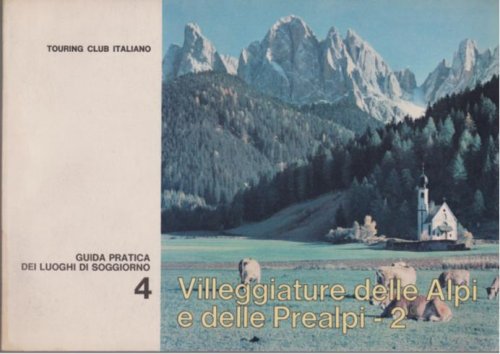 TOURING CLUB ITALIANO
GUIDA PRATICA
DEI LUOGHI DI SOGGIORNO
4
Villeggiature delle Alpi
e delle Prealpi - 2